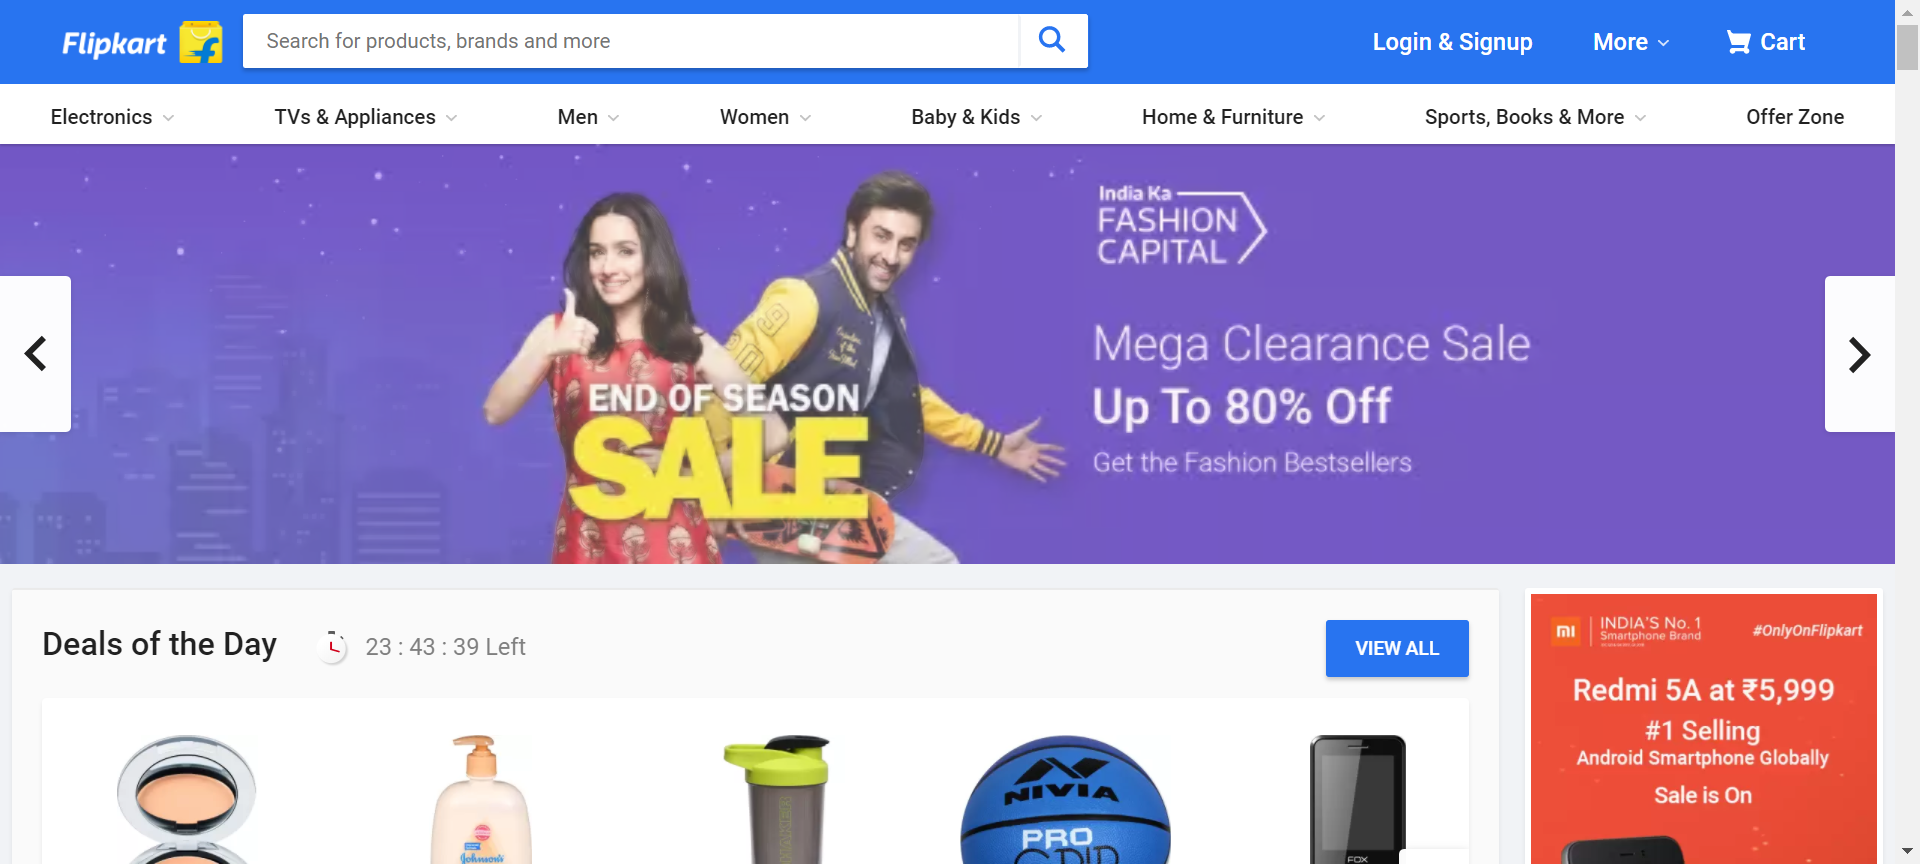 Flipkart
Search for products, brands and more
Login & Signup
More
Cart
Electronics
TVs & Appliances
Men
Women
Baby & Kids
Home & Furniture
Sports, Books & More
Offer Zone
India Ka
FASHION
CAPITAL
Mega Clearance Sale
Up To 80% Off
Get the Fashion Bestsellers
END OF SEASON
SALE
Deals of the Day
23 : 43 : 39 Left
VIEW ALL
Johnson's
NIVIA
PRO
GRIP
FOX
mi
INDIA'S No. 1
Smartphone Brand
#OnlyOnFlipkart
Redmi 5A at ₹5,999
#1 Selling
Android Smartphone Globally
Sale is On